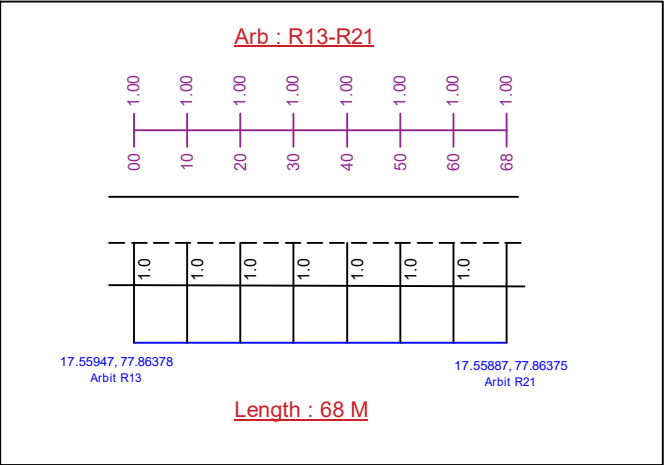 Arb : R13-R21
1.00 1.00 1.00 1.00 1.00 1.00 1.00 1.00
00 10 20 30 40 50 60 68
1.0 1.0 1.0 1.0 1.0 1.0 1.0
17.55947, 77.86378
Arbit R13
17.55887, 77.86375
Arbit R21
Length : 68 M